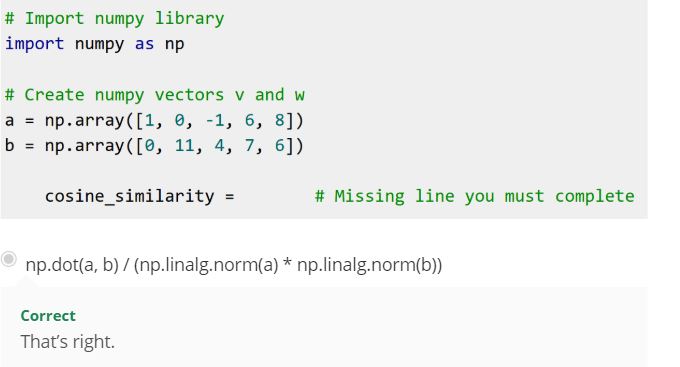 # Import numpy library
import numpy as np
# Create numpy vectors v and w
a = np.array([1, 0, -1, 6, 8])
b = np.array([0, 11, 4, 7, 6])
cosine_similarity = # Missing line you must complete
np.dot(a, b) / (np.linalg.norm(a) * np.linalg.norm(b))
Correct
That’s right.